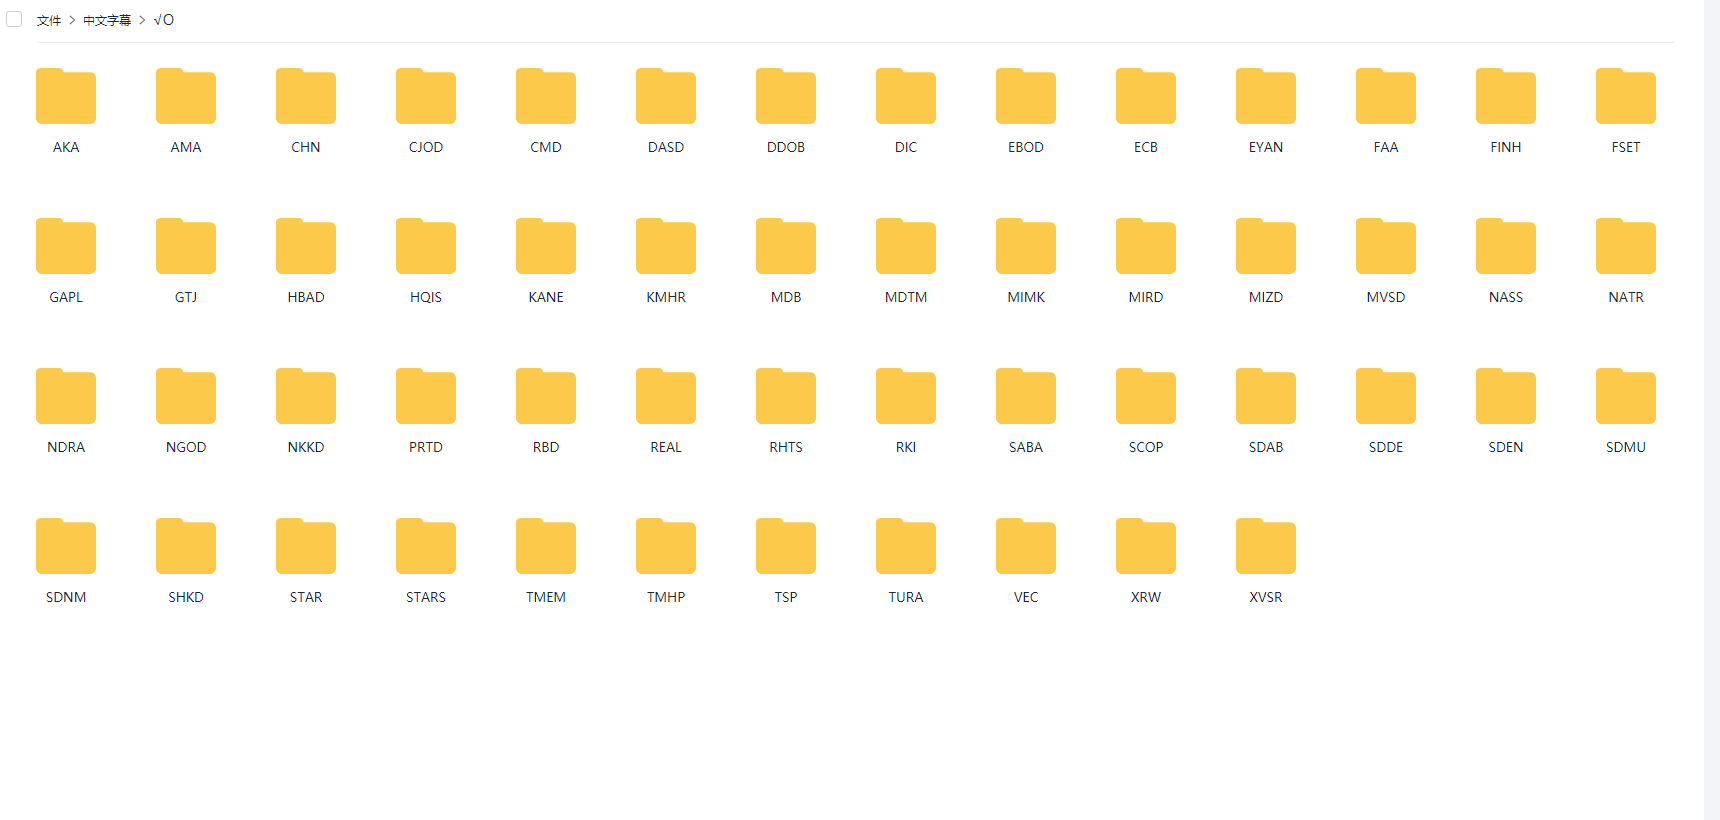 文件 > 中文字幕 > √O
AKA AMA CHN CJOD CMD DASD DDOB DIC EBOD ECB EYAN FAA FINH FSET
GAPL GTJ HBAD HQIS KANE KMHR MDB MDTM MIMK MIRD MIZD MVSD NASS NATR
NDRA NGOD NKKD PRTD RBD REAL RHTS RKI SABA SCOP SDAB SDDE SDEN SDMU
SDNM SHKD STAR STARS TMEM TMHP TSP TURA VEC XRW XVSR